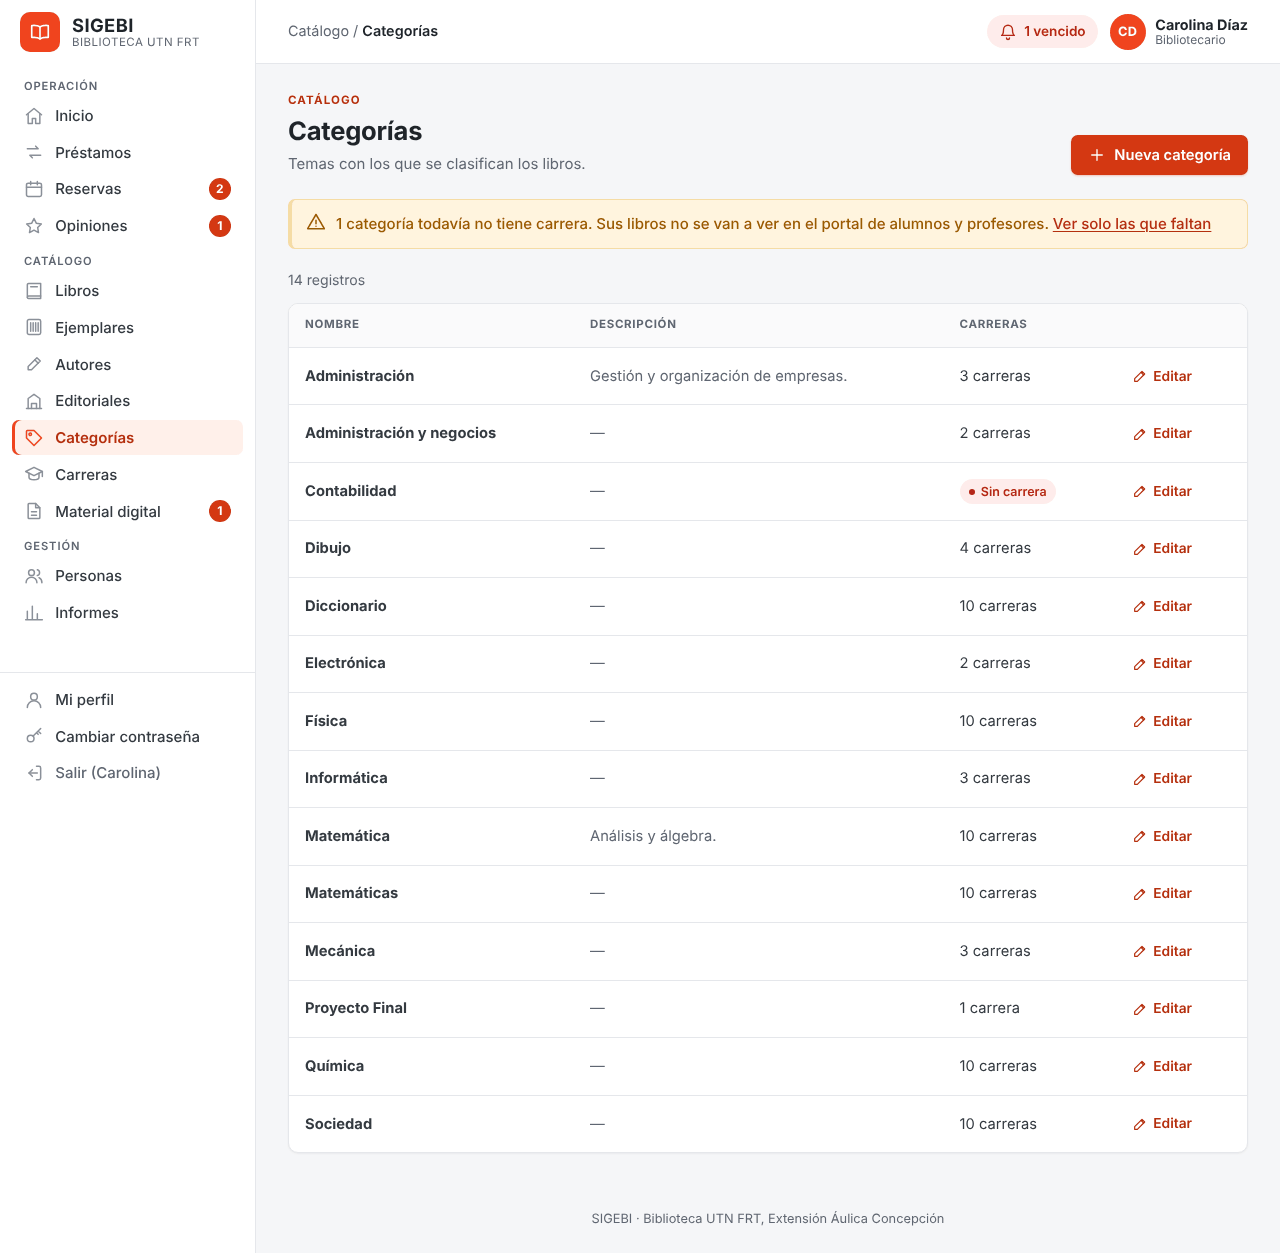 SIGEBI
BIBLIOTECA UTN FRT
OPERACIÓN
Inicio
Préstamos
Reservas 2
Opiniones 1
CATÁLOGO
Libros
Ejemplares
Autores
Editoriales
Categorías
Carreras
Material digital 1
GESTIÓN
Personas
Informes
Mi perfil
Cambiar contraseña
Salir (Carolina)
Catálogo / Categorías
1 vencido
CD
Carolina Díaz
Bibliotecario
CATÁLOGO
Categorías
Temas con los que se clasifican los libros.
Nueva categoría
1 categoría todavía no tiene carrera. Sus libros no se van a ver en el portal de alumnos y profesores. Ver solo las que faltan
14 registros
NOMBRE DESCRIPCIÓN CARRERAS
Administración Gestión y organización de empresas. 3 carreras Editar
Administración y negocios — 2 carreras Editar
Contabilidad — Sin carrera Editar
Dibujo — 4 carreras Editar
Diccionario — 10 carreras Editar
Electrónica — 2 carreras Editar
Física — 10 carreras Editar
Informática — 3 carreras Editar
Matemática Análisis y álgebra. 10 carreras Editar
Matemáticas — 10 carreras Editar
Mecánica — 3 carreras Editar
Proyecto Final — 1 carrera Editar
Química — 10 carreras Editar
Sociedad — 10 carreras Editar
SIGEBI · Biblioteca UTN FRT, Extensión Áulica Concepción